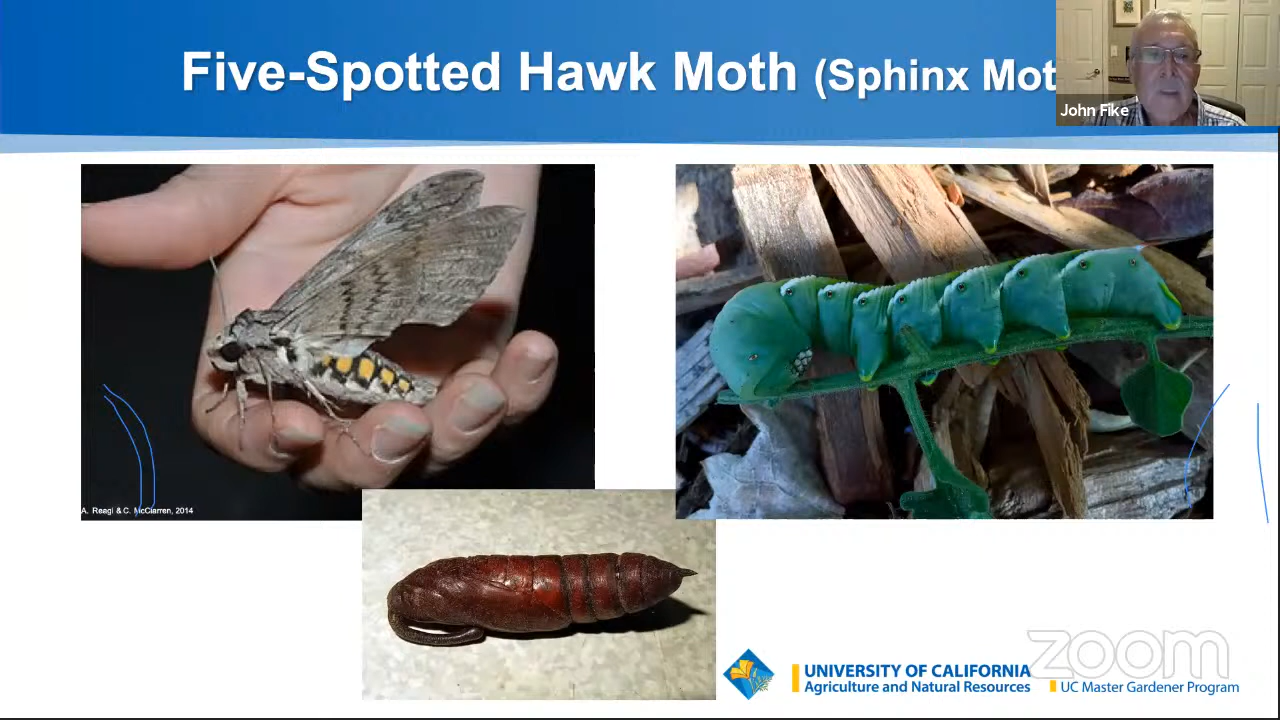 Five-Spotted Hawk Moth (Sphinx Mot
John Fike
A. Reagi & C. McClarren, 2014
UNIVERSITY OF CALIFORNIA
Agriculture and Natural Resources
UC Master Gardener Program
zoom